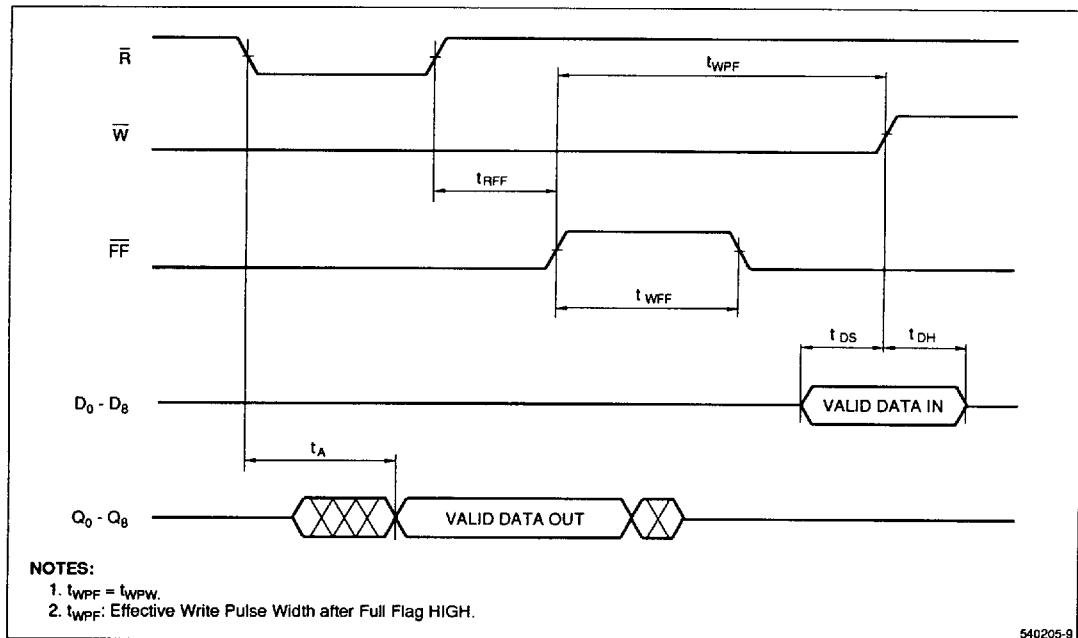 R̅
t_WPF
W̅
t_RFF
F̅F̅
t_WFF
t_DS t_DH
D₀ - D₈ VALID DATA IN
t_A
Q₀ - Q₈ VALID DATA OUT
NOTES:
1. t_WPF = t_WPW.
2. t_WPF: Effective Write Pulse Width after Full Flag HIGH.
540205-9